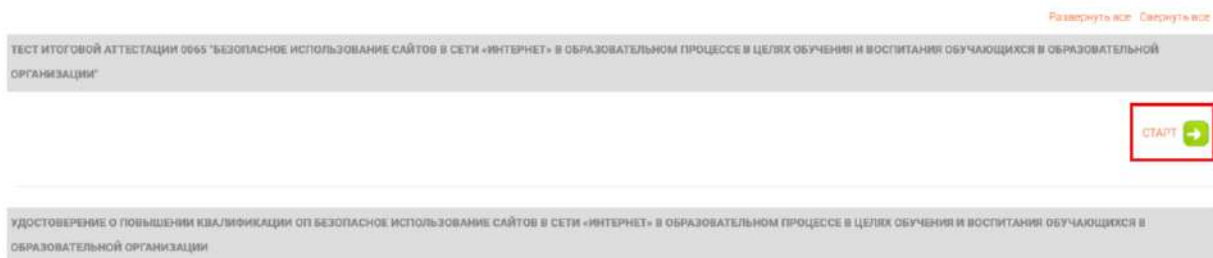 Развернуть все Свернуть все
ТЕСТ ИТОГОВОЙ АТТЕСТАЦИИ 0065 "БЕЗОПАСНОЕ ИСПОЛЬЗОВАНИЕ САЙТОВ В СЕТИ «ИНТЕРНЕТ» В ОБРАЗОВАТЕЛЬНОМ ПРОЦЕССЕ В ЦЕЛЯХ ОБУЧЕНИЯ И ВОСПИТАНИЯ ОБУЧАЮЩИХСЯ В ОБРАЗОВАТЕЛЬНОЙ
ОРГАНИЗАЦИИ"
СТАРТ
УДОСТОВЕРЕНИЕ О ПОВЫШЕНИИ КВАЛИФИКАЦИИ ОП БЕЗОПАСНОЕ ИСПОЛЬЗОВАНИЕ САЙТОВ В СЕТИ «ИНТЕРНЕТ» В ОБРАЗОВАТЕЛЬНОМ ПРОЦЕССЕ В ЦЕЛЯХ ОБУЧЕНИЯ И ВОСПИТАНИЯ ОБУЧАЮЩИХСЯ В
ОБРАЗОВАТЕЛЬНОЙ ОРГАНИЗАЦИИ